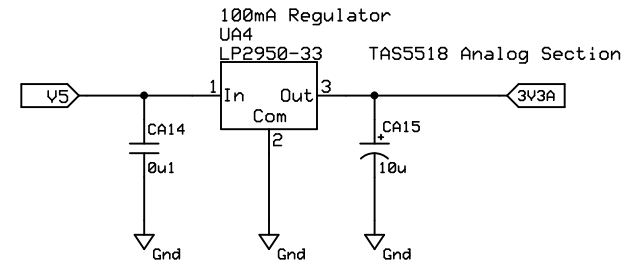 100mA Regulator
UA4
LP2950-33
TAS5518 Analog Section
V5
1
In
Out
3
3V3A
Com
2
CA14
0u1
CA15
+
10u
Gnd
Gnd
Gnd